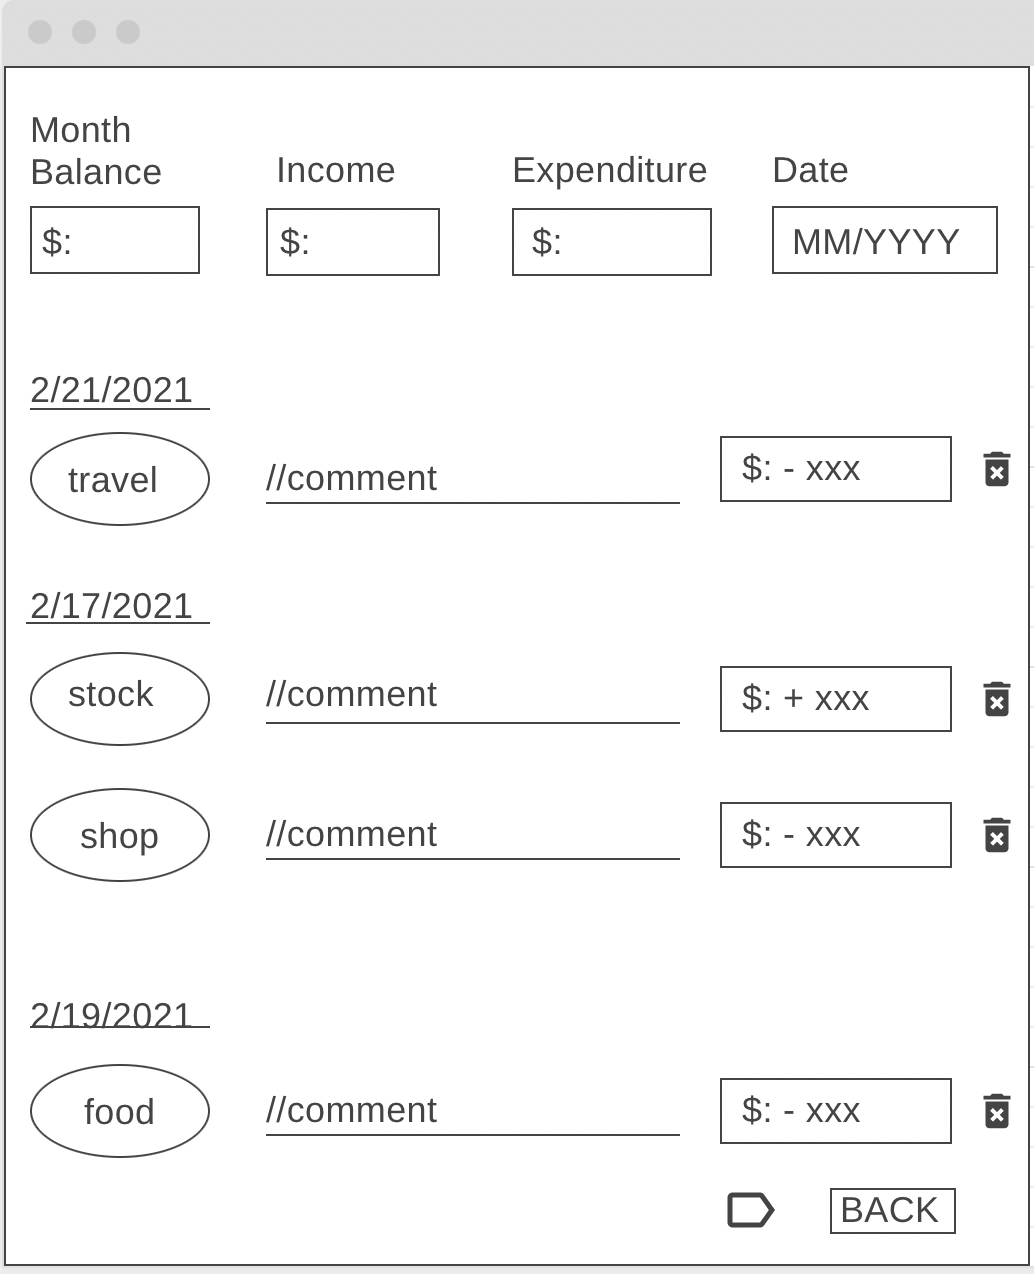 Month
Balance
Income
Expenditure
Date
$:
$:
$:
MM/YYYY
2/21/2021
travel
//comment
$: - xxx
2/17/2021
stock
//comment
$: + xxx
shop
//comment
$: - xxx
2/19/2021
food
//comment
$: - xxx
BACK